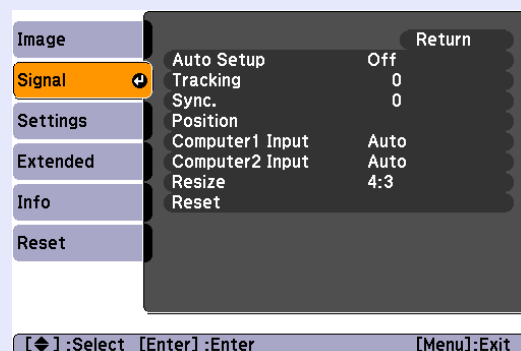 Image
Signal
Settings
Extended
Info
Reset
Return
Auto Setup Off
Tracking 0
Sync. 0
Position
Computer1 Input Auto
Computer2 Input Auto
Resize 4:3
Reset
[ ] :Select [Enter] :Enter [Menu]:Exit